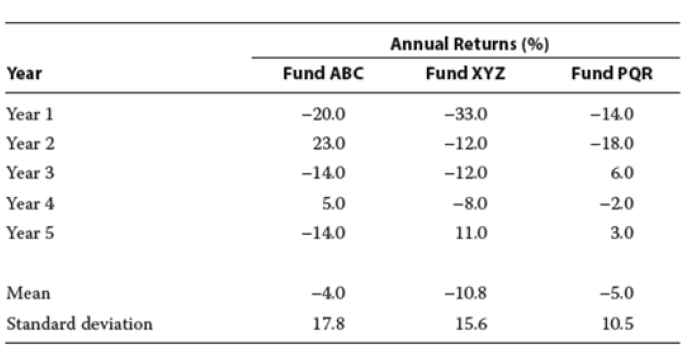 Annual Returns (%)
Year Fund ABC Fund XYZ Fund PQR
Year 1 −20.0 −33.0 −14.0
Year 2 23.0 −12.0 −18.0
Year 3 −14.0 −12.0 6.0
Year 4 5.0 −8.0 −2.0
Year 5 −14.0 11.0 3.0
Mean −4.0 −10.8 −5.0
Standard deviation 17.8 15.6 10.5